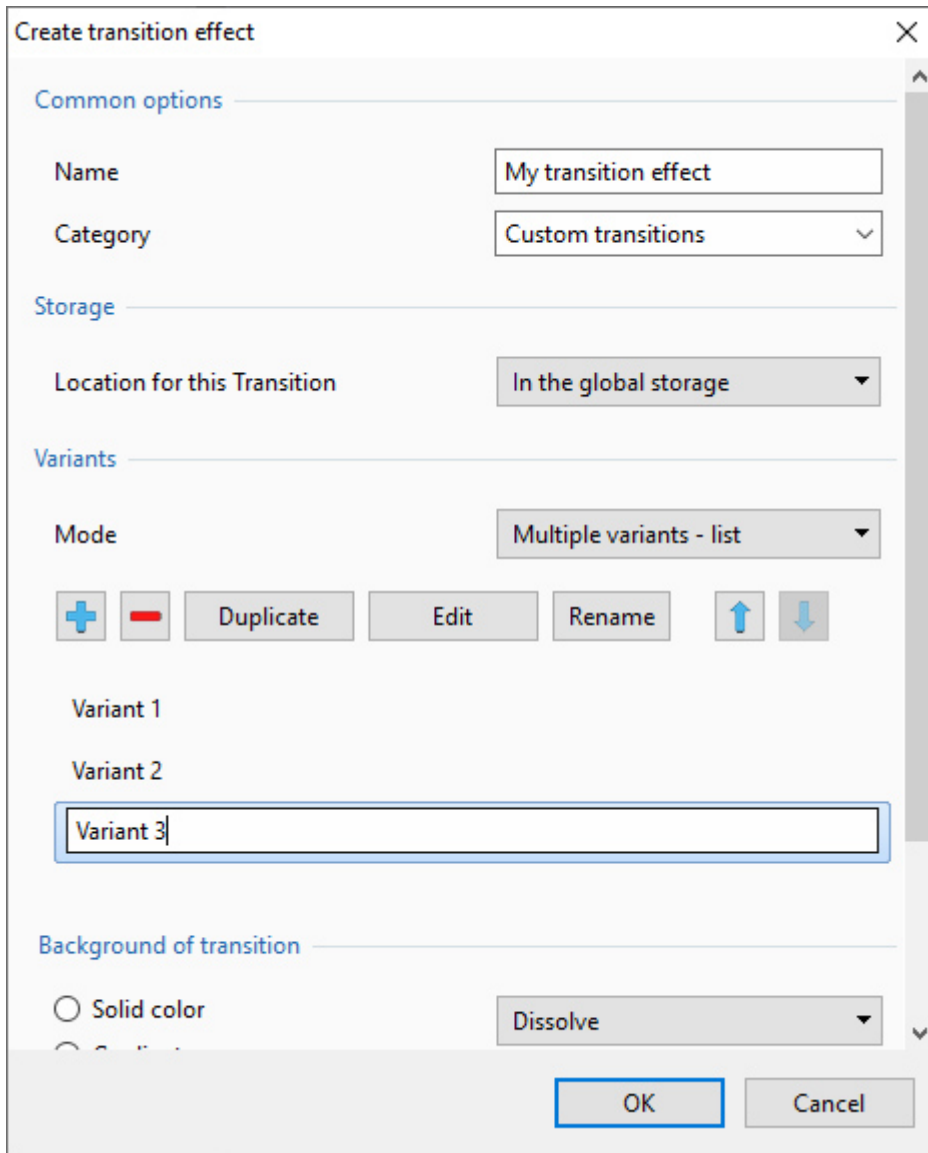 Create transition effect
Common options
Name My transition effect
Category Custom transitions
Storage
Location for this Transition In the global storage
Variants
Mode Multiple variants - list
Duplicate Edit Rename
Variant 1
Variant 2
Variant 3
Background of transition
Solid color Dissolve
OK Cancel